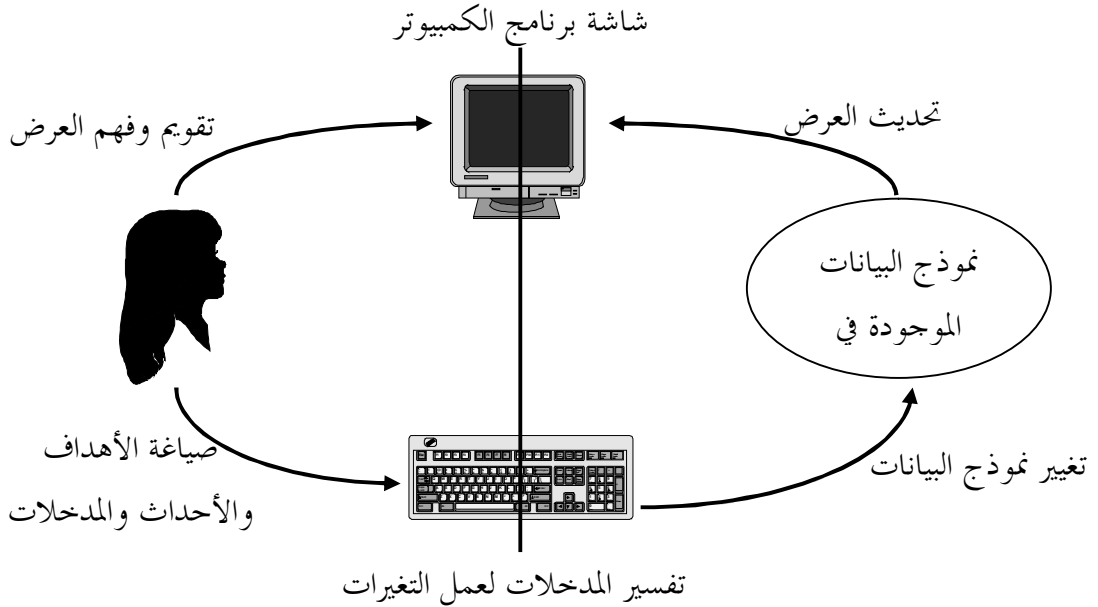 شاشة برنامج الكمبيوتر
تحديث العرض
تقويم وفهم العرض
نموذج البيانات
الموجودة في
صياغة الأهداف
والأحداث والمدخلات
تغيير نموذج البيانات
تفسير المدخلات لعمل التغيرات